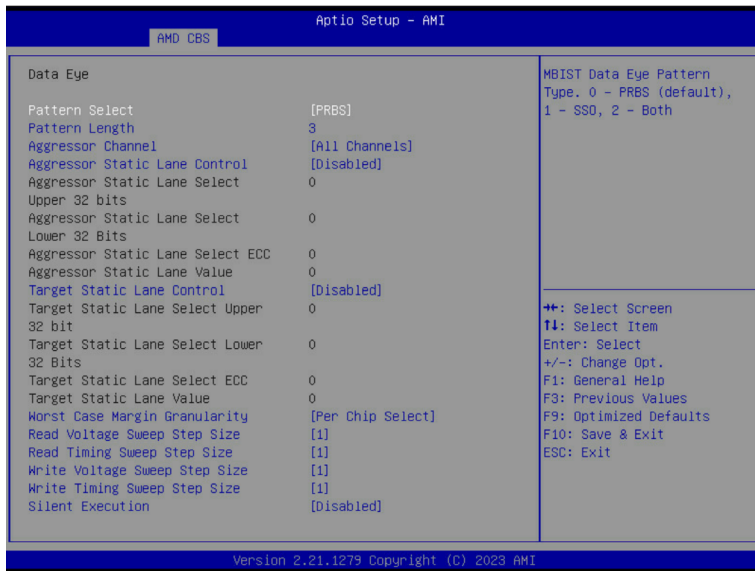 Aptio Setup - AMI
AMD CBS
Data Eye
Pattern Select [PRBS]
Pattern Length 3
Aggressor Channel [All Channels]
Aggressor Static Lane Control [Disabled]
Aggressor Static Lane Select 0
Upper 32 bits
Aggressor Static Lane Select 0
Lower 32 Bits
Aggressor Static Lane Select ECC 0
Aggressor Static Lane Value 0
Target Static Lane Control [Disabled]
Target Static Lane Select Upper 0
32 bit
Target Static Lane Select Lower 0
32 Bits
Target Static Lane Select ECC 0
Target Static Lane Value 0
Worst Case Margin Granularity [Per Chip Select]
Read Voltage Sweep Step Size [1]
Read Timing Sweep Step Size [1]
Write Voltage Sweep Step Size [1]
Write Timing Sweep Step Size [1]
Silent Execution [Disabled]
MBIST Data Eye Pattern
Type. 0 - PRBS (default),
1 - SSO, 2 - Both
→←: Select Screen
↑↓: Select Item
Enter: Select
+/-: Change Opt.
F1: General Help
F3: Previous Values
F9: Optimized Defaults
F10: Save & Exit
ESC: Exit
Version 2.21.1279 Copyright (C) 2023 AMI